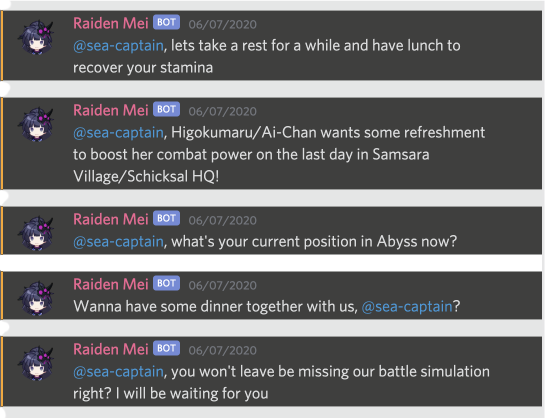 Raiden Mei BOT 06/07/2020
@sea-captain, lets take a rest for a while and have lunch to
recover your stamina
Raiden Mei BOT 06/07/2020
@sea-captain, Higokumaru/Ai-Chan wants some refreshment
to boost her combat power on the last day in Samsara
Village/Schicksal HQ!
Raiden Mei BOT 06/07/2020
@sea-captain, what's your current position in Abyss now?
Raiden Mei BOT 06/07/2020
Wanna have some dinner together with us, @sea-captain?
Raiden Mei BOT 06/07/2020
@sea-captain, you won't leave be missing our battle simulation
right? I will be waiting for you